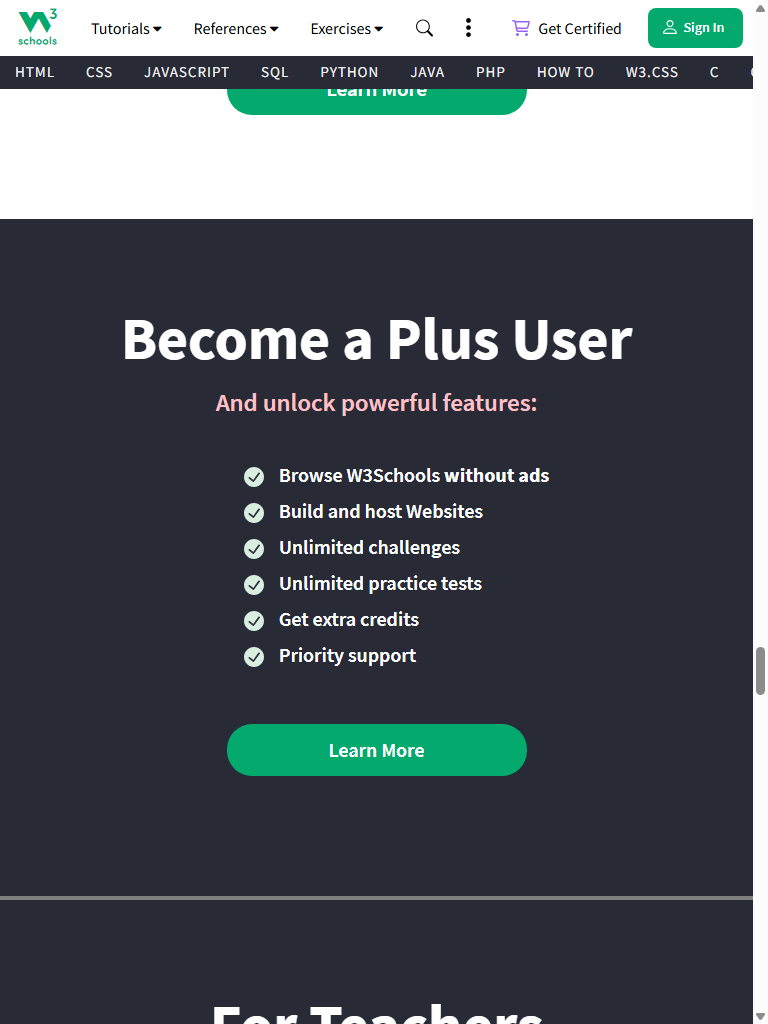 W3 schools
Tutorials References Exercises Get Certified Sign In
HTML CSS JAVASCRIPT SQL PYTHON JAVA PHP HOW TO W3.CSS C
Learn More
Become a Plus User
And unlock powerful features:
Browse W3Schools without ads
Build and host Websites
Unlimited challenges
Unlimited practice tests
Get extra credits
Priority support
Learn More
For Teachers